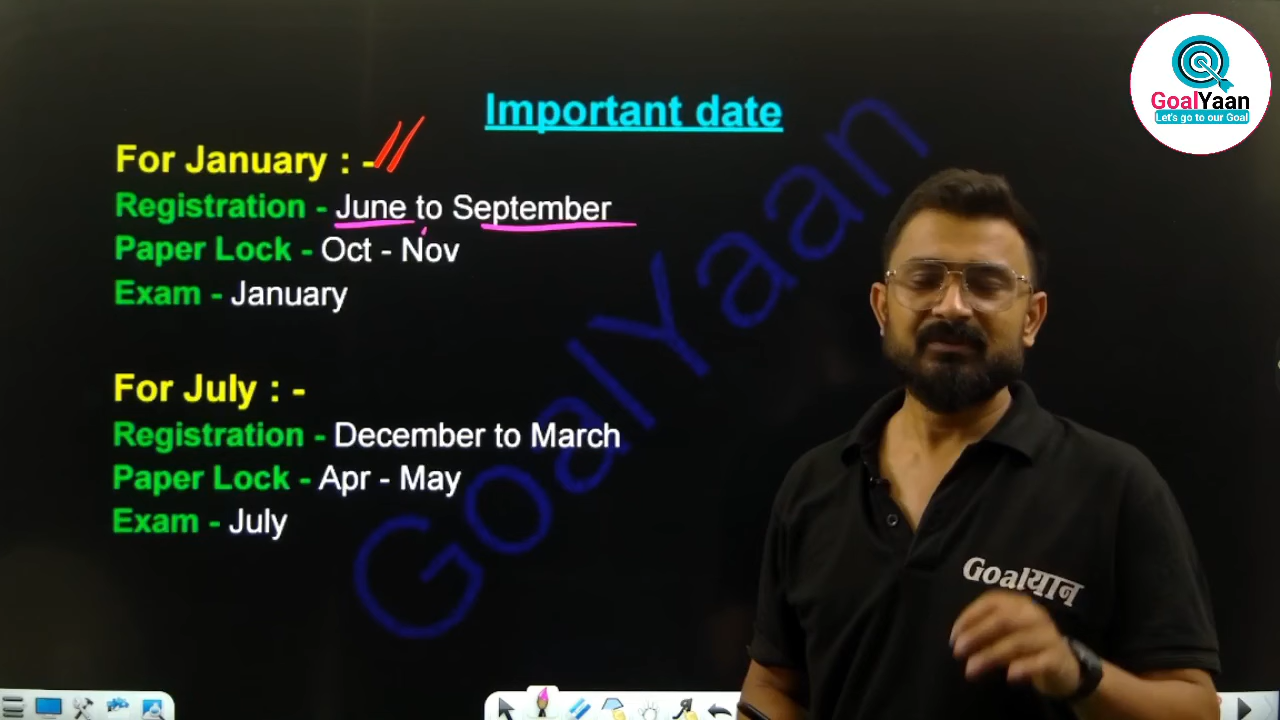 GoalYaan
Let's go to our Goal
Important date
For January : -
Registration - June to September
Paper Lock - Oct - Nov
Exam - January
For July : -
Registration - December to March
Paper Lock - Apr - May
Exam - July
GoalYaan
Goalयान